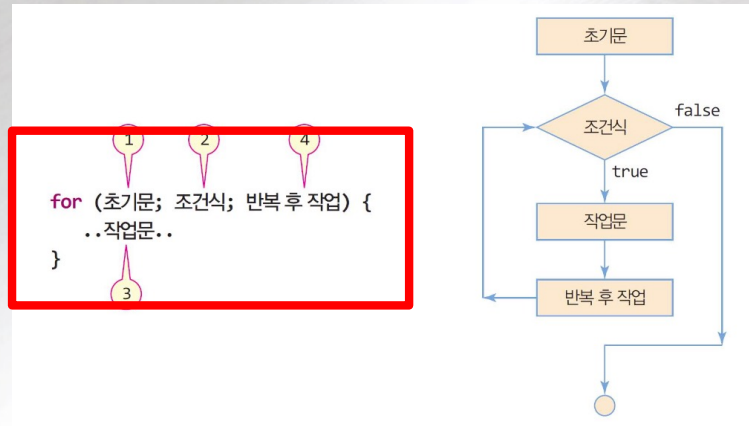 1 2 4
for (초기문; 조건식; 반복 후 작업) {
..작업문..
}
3
초기문
조건식
false
true
작업문
반복 후 작업